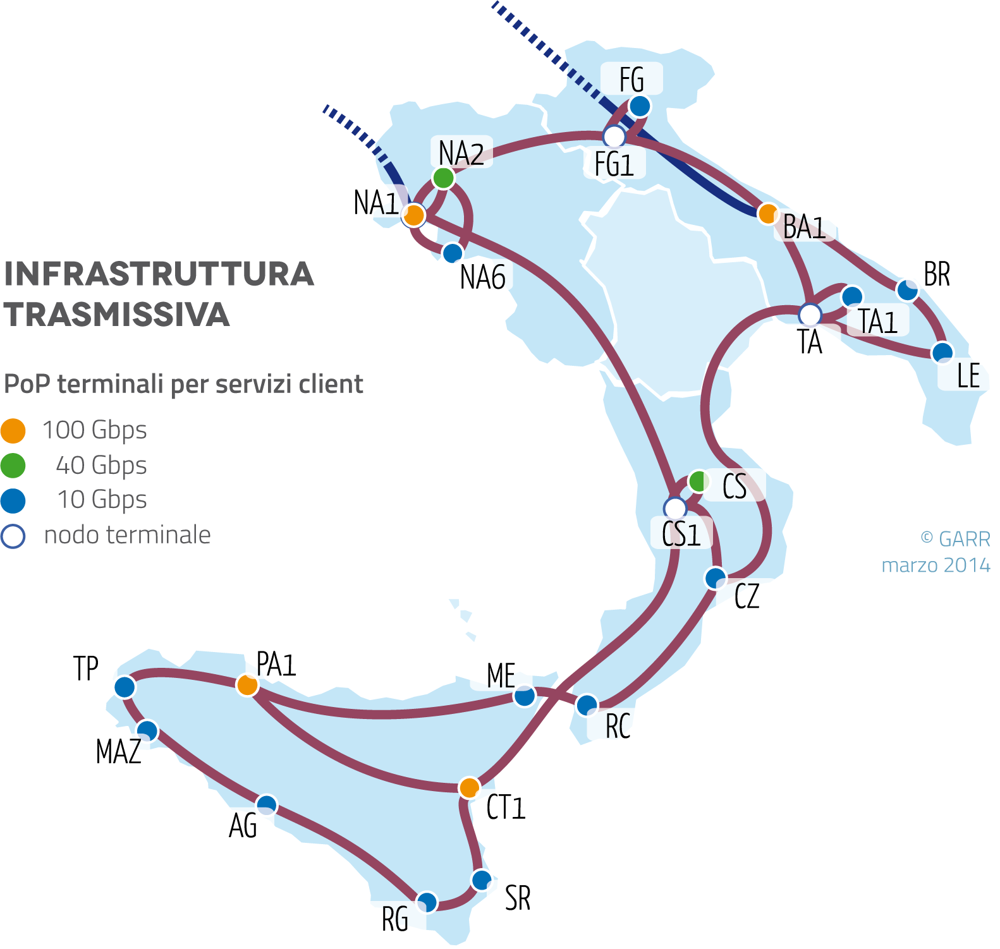 FG
NA2
FG1
NA1
BA1
INFRASTRUTTURA
TRASMISSIVA
NA6
BR
TA1
TA
LE
PoP terminali per servizi client
100 Gbps
40 Gbps
10 Gbps
nodo terminale
CS
CS1
© GARR
marzo 2014
CZ
TP
PA1
ME
RC
MAZ
CT1
AG
SR
RG